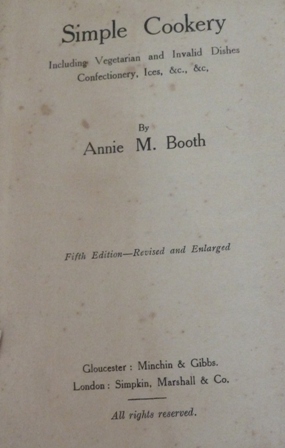 Simple Cookery
Including Vegetarian and Invalid Dishes
Confectionery, Ices, &c., &c.
By
Annie M. Booth
Fifth Edition—Revised and Enlarged
Gloucester: Minchin & Gibbs.
London: Simpkin, Marshall & Co.
All rights reserved.